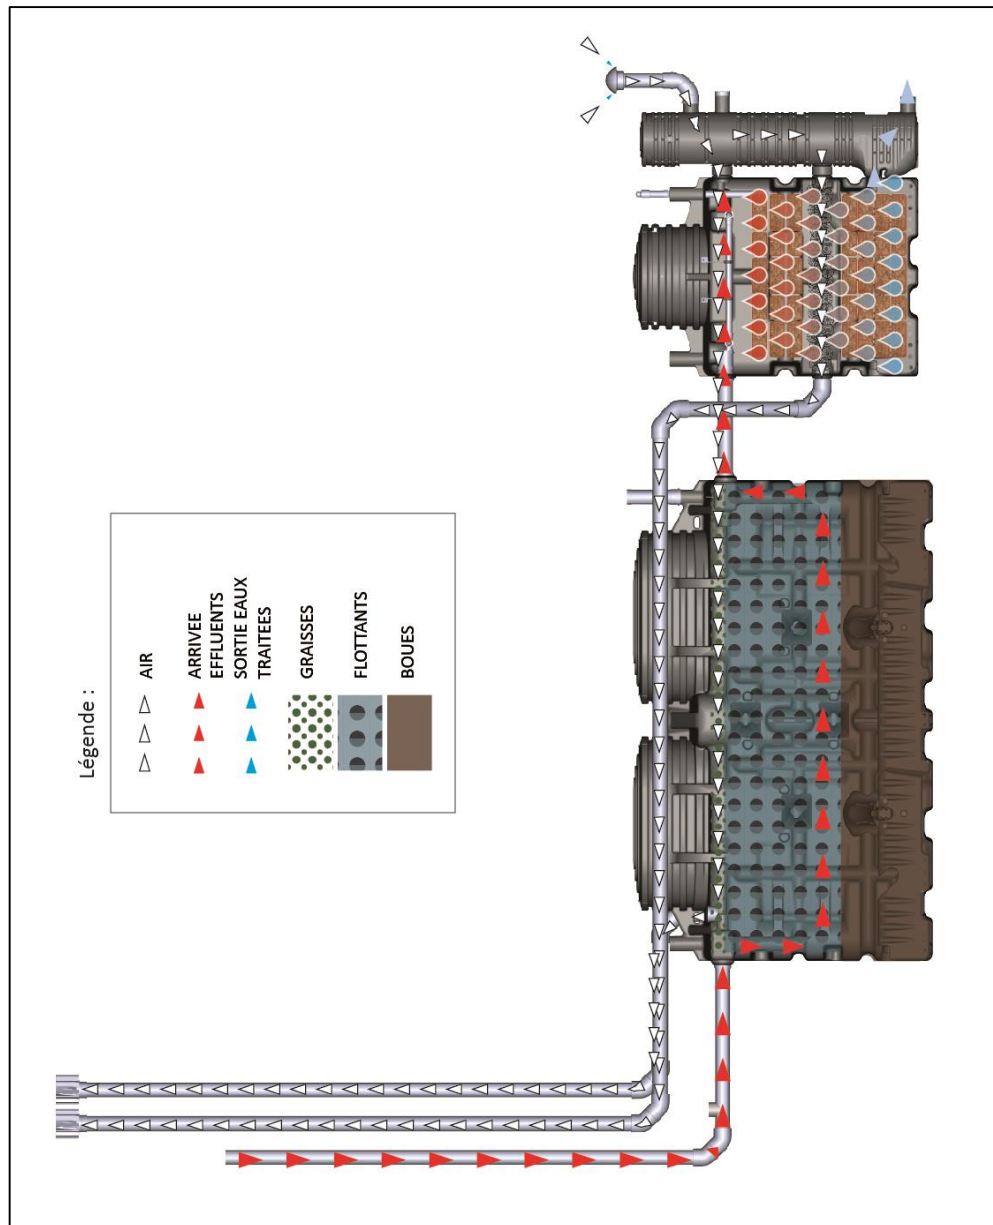 Légende :
AIR
ARRIVEE
EFFLUENTS
SORTIE EAUX
TRAITEES
GRAISSES
FLOTTANTS
BOUES